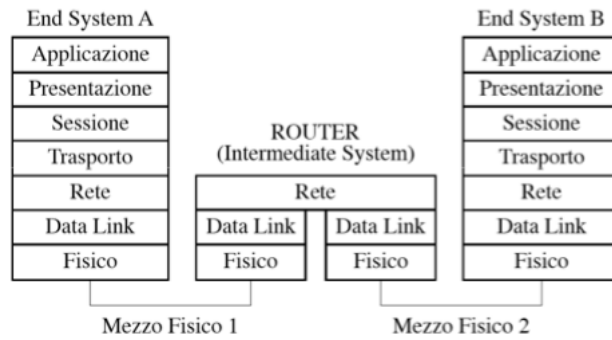 End System A
Applicazione
Presentazione
Sessione
Trasporto
Rete
Data Link
Fisico
ROUTER
(Intermediate System)
Rete
Data Link
Data Link
Fisico
Fisico
End System B
Applicazione
Presentazione
Sessione
Trasporto
Rete
Data Link
Fisico
Mezzo Fisico 1
Mezzo Fisico 2